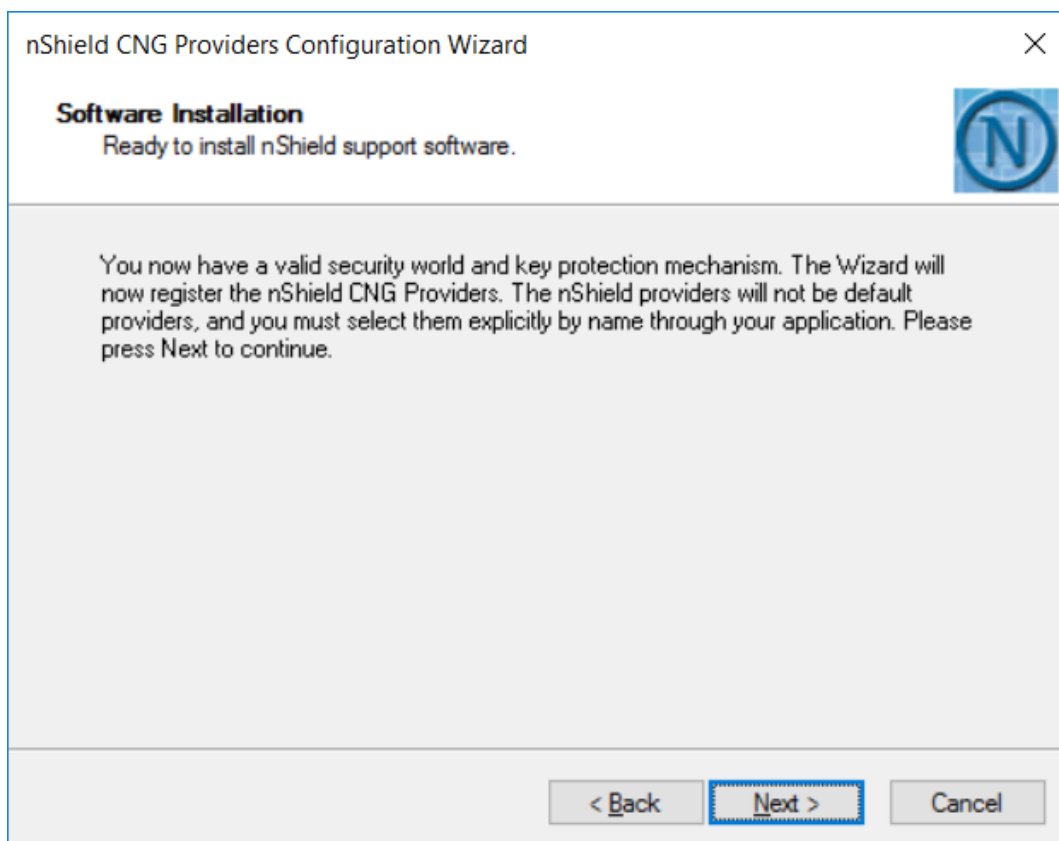 nShield CNG Providers Configuration Wizard
Software Installation
Ready to install nShield support software.
N
You now have a valid security world and key protection mechanism. The Wizard will
now register the nShield CNG Providers. The nShield providers will not be default
providers, and you must select them explicitly by name through your application. Please
press Next to continue.
< Back Next > Cancel